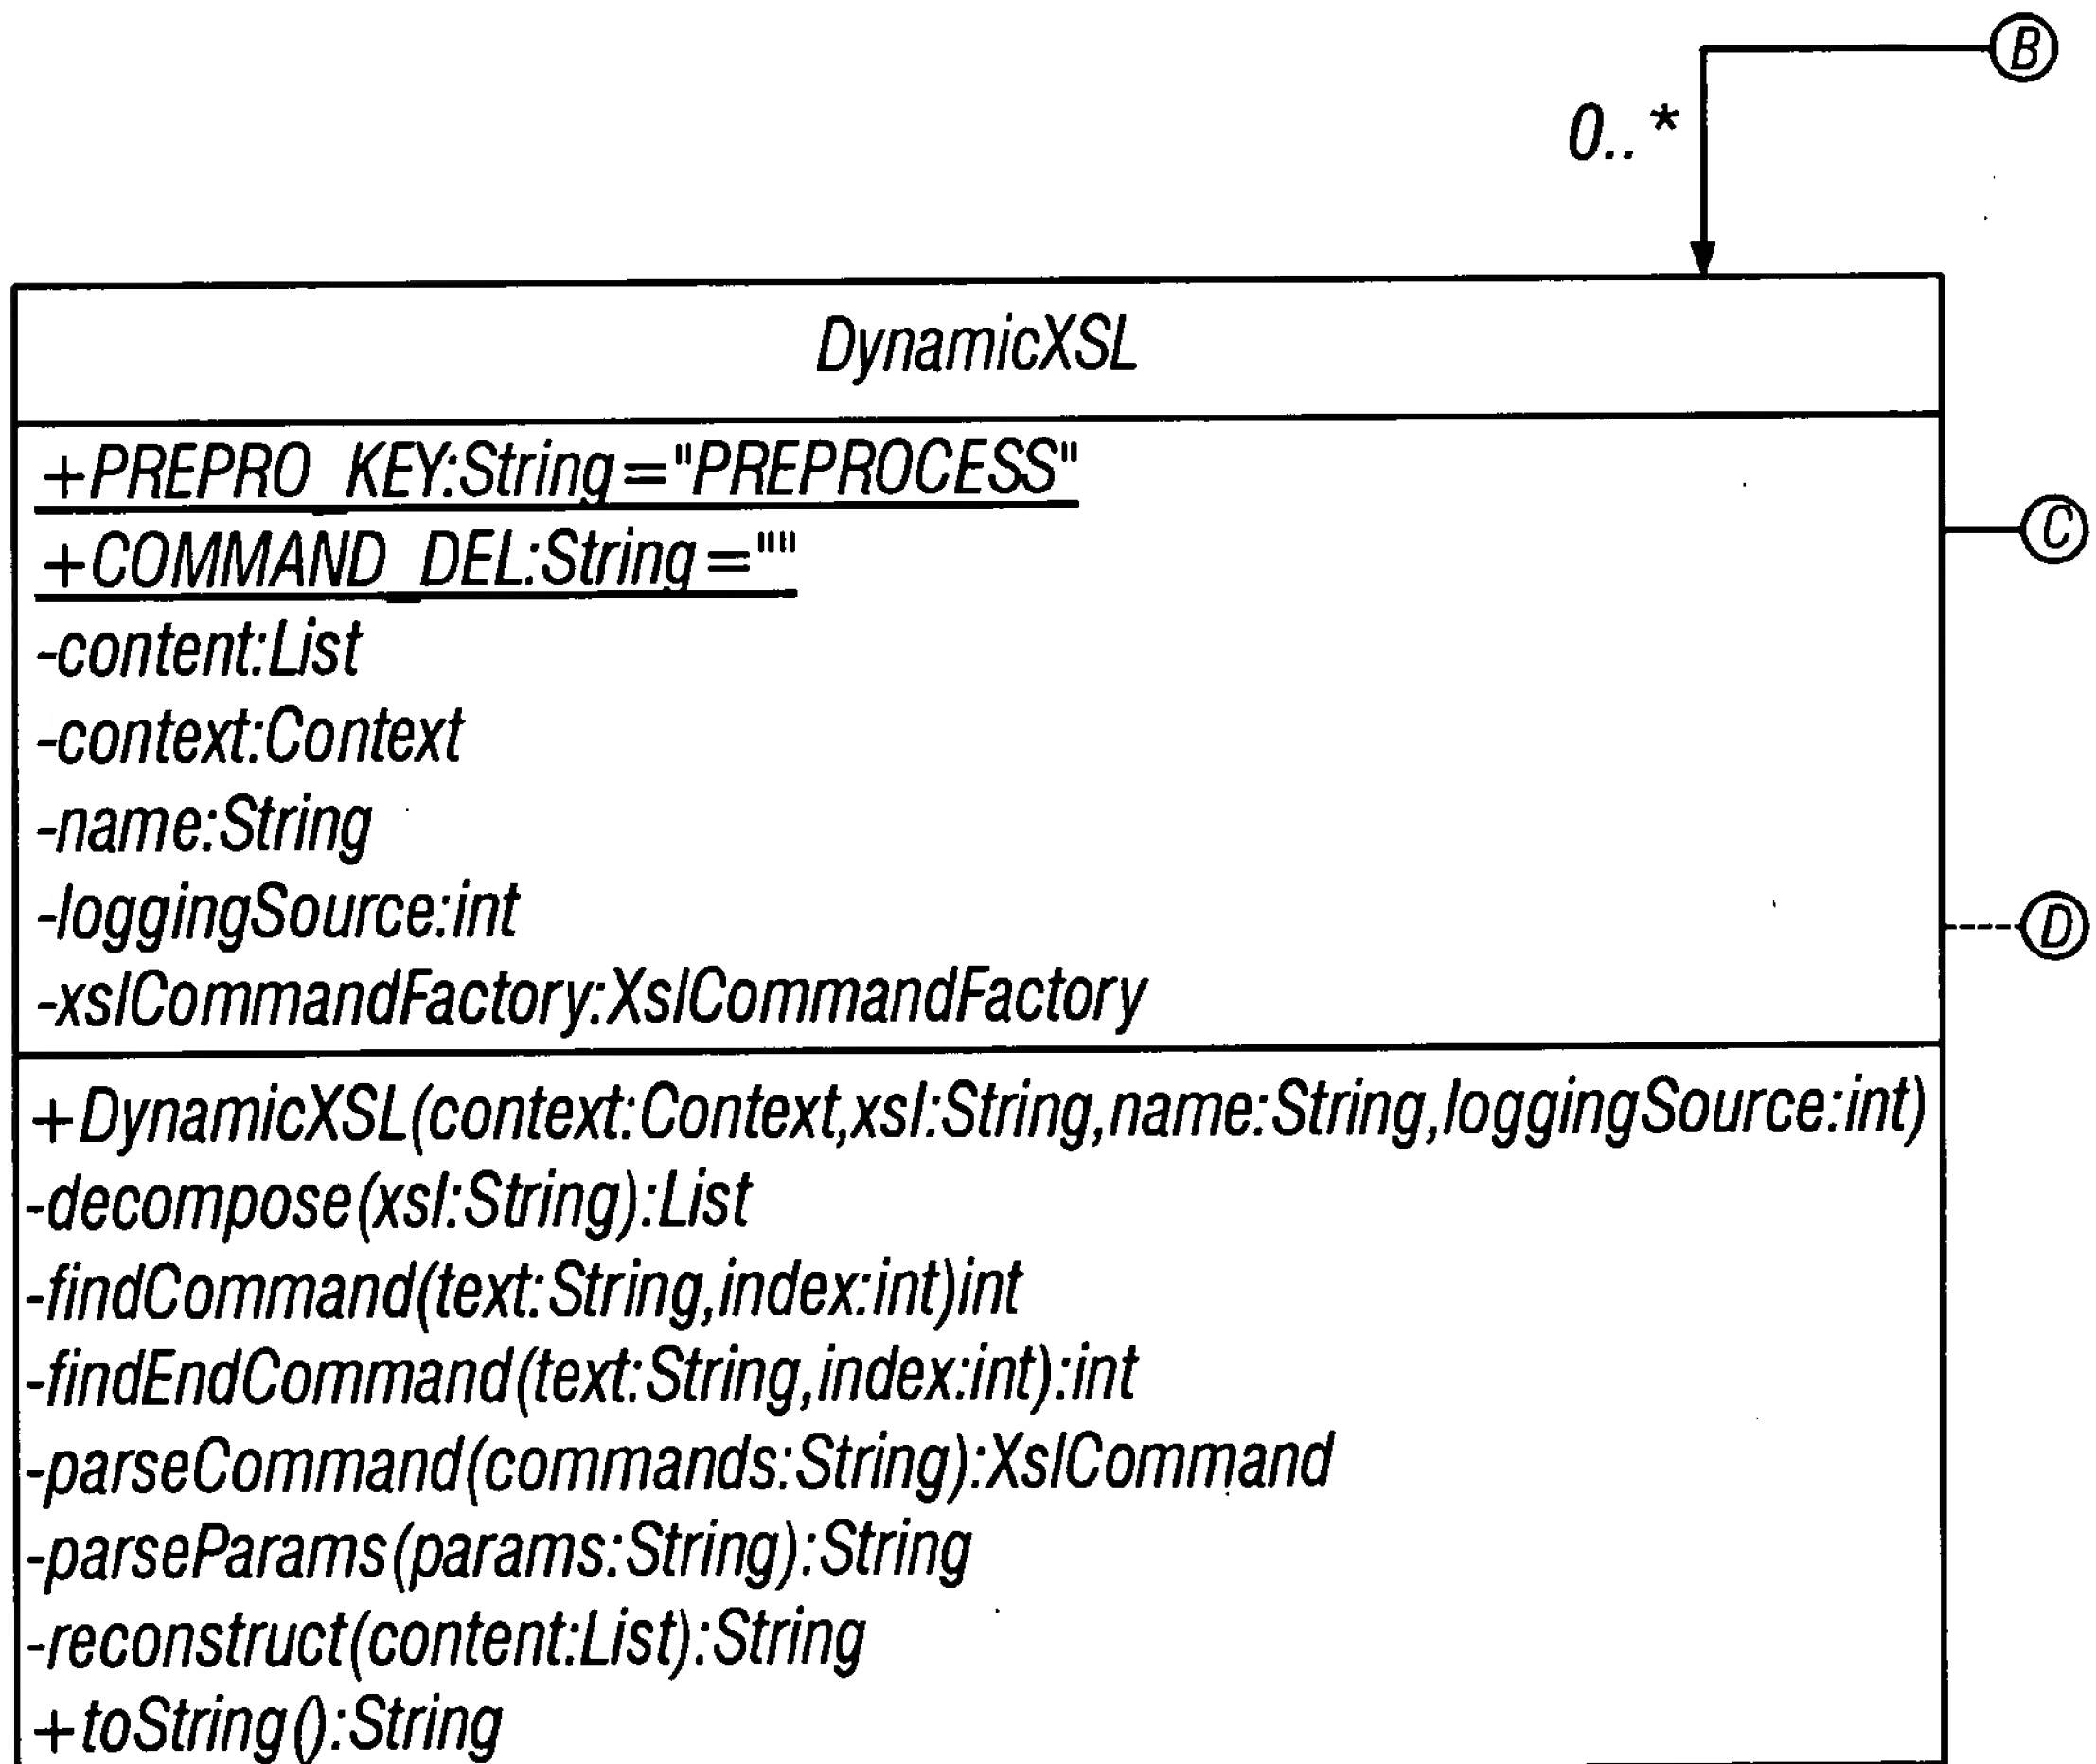 B
0..*
DynamicXSL
+PREPRO_KEY:String="PREPROCESS"
+COMMAND_DEL:String=""
-content:List
-context:Context
-name:String
-loggingSource:int
-xslCommandFactory:XslCommandFactory
C
D
+DynamicXSL(context:Context,xsl:String,name:String,loggingSource:int)
-decompose(xsl:String):List
-findCommand(text:String,index:int)int
-findEndCommand(text:String,index:int):int
-parseCommand(commands:String):XslCommand
-parseParams(params:String):String
-reconstruct(content:List):String
+toString():String